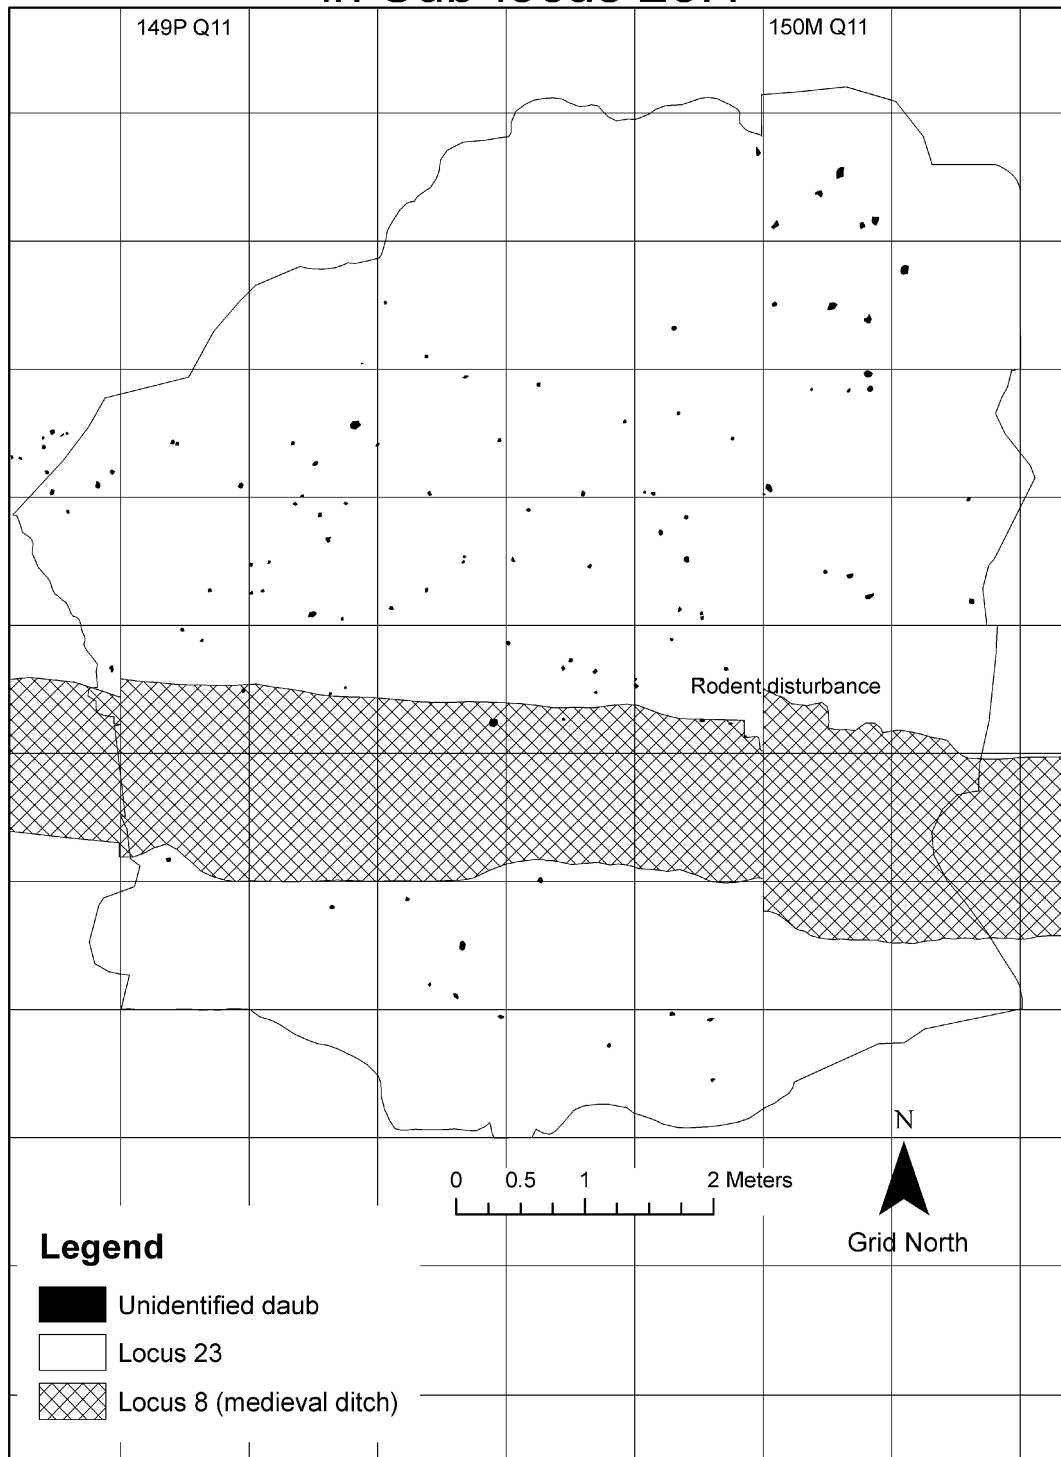 149P Q11
150M Q11
Rodent disturbance
N
0 0.5 1 2 Meters
Grid North
Legend
Unidentified daub
Locus 23
Locus 8 (medieval ditch)